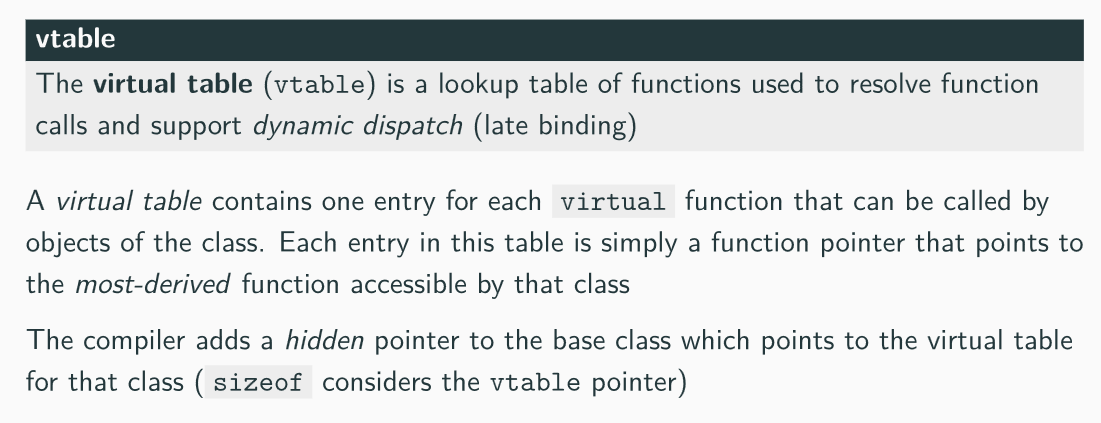 vtable
The virtual table (vtable) is a lookup table of functions used to resolve function
calls and support dynamic dispatch (late binding)
A virtual table contains one entry for each virtual function that can be called by
objects of the class. Each entry in this table is simply a function pointer that points to
the most-derived function accessible by that class
The compiler adds a hidden pointer to the base class which points to the virtual table
for that class (sizeof considers the vtable pointer)